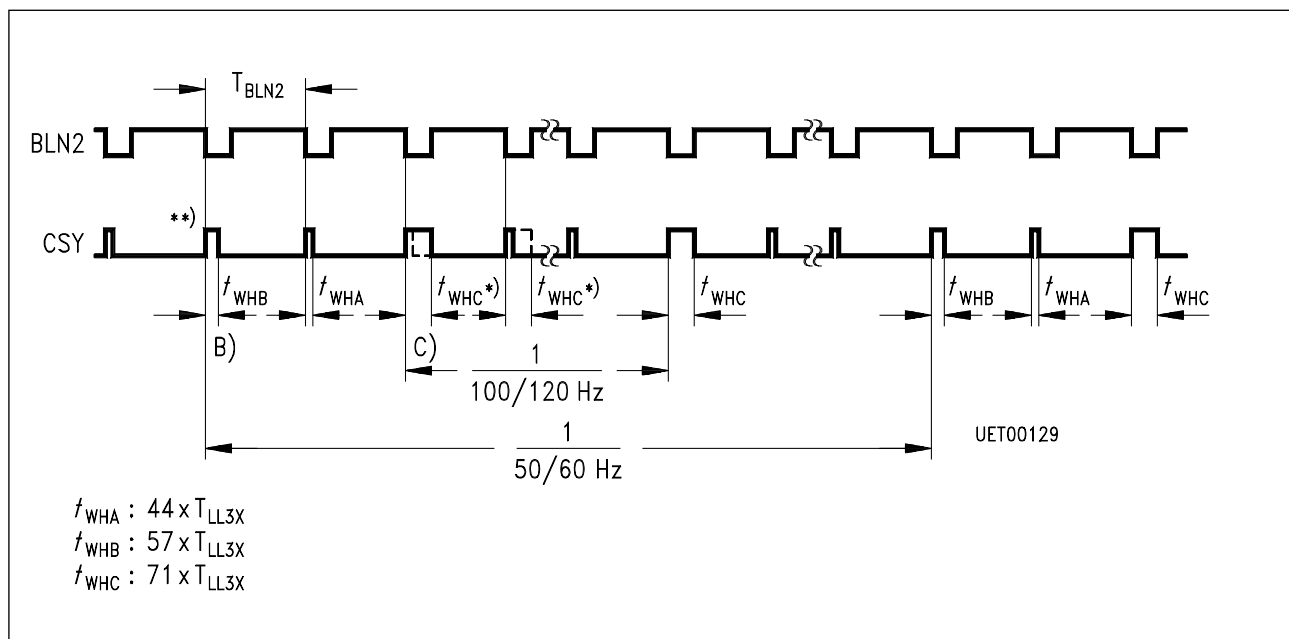 T_BLN2
BLN2
**)
CSY
t_WHB t_WHA t_WHC*) t_WHC*) t_WHC t_WHB t_WHA t_WHC
B) C)
1
100/120 Hz
1
50/60 Hz
UET00129
t_WHA : 44 x T_LL3X
t_WHB : 57 x T_LL3X
t_WHC : 71 x T_LL3X